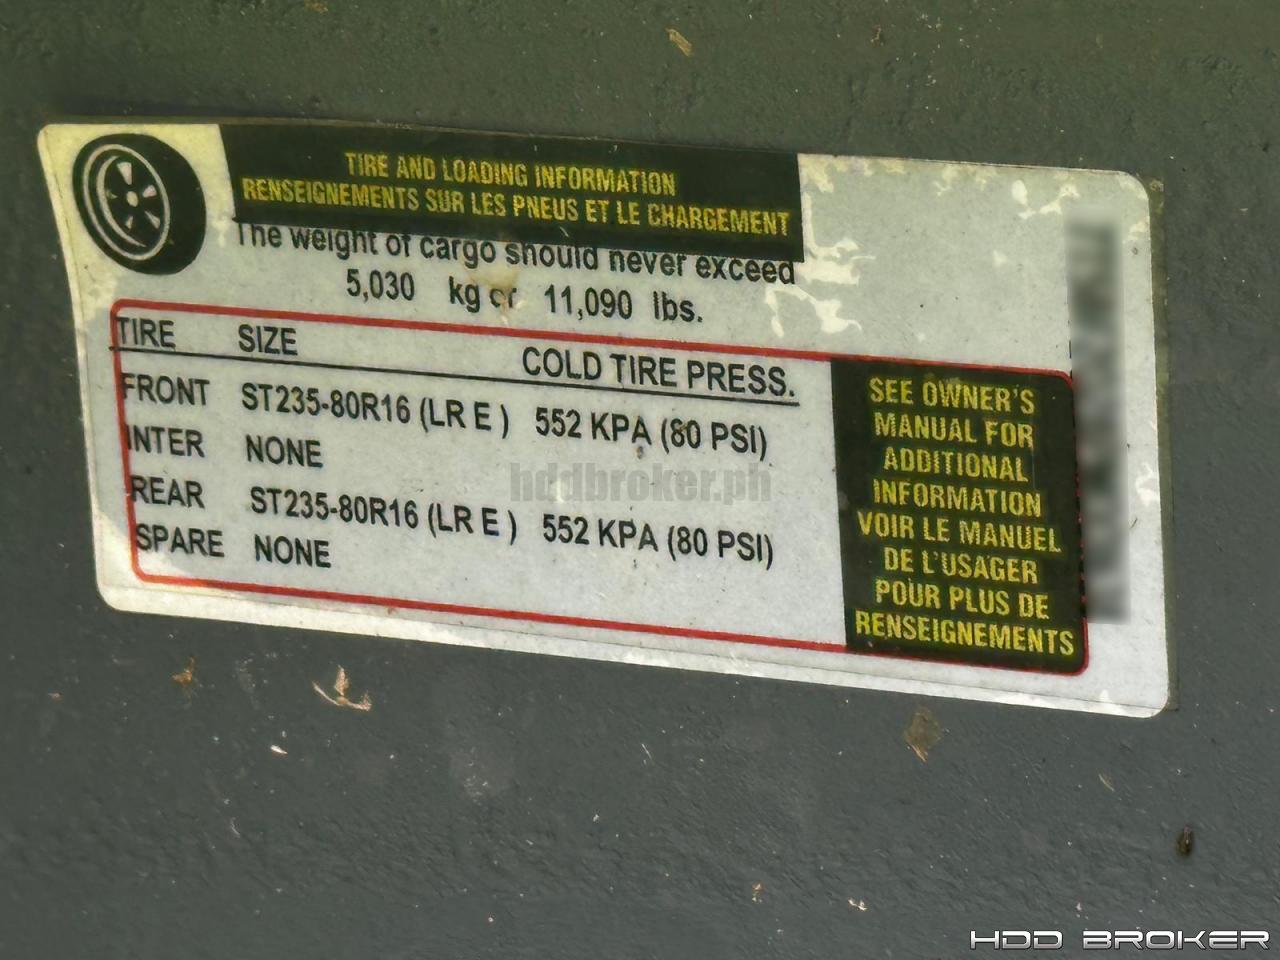 TIRE AND LOADING INFORMATION
RENSEIGNEMENTS SUR LES PNEUS ET LE CHARGEMENT
The weight of cargo should never exceed
5,030 kg or 11,090 lbs.
TIRE SIZE COLD TIRE PRESS.
FRONT ST235-80R16 (LR E) 552 KPA (80 PSI)
INTER NONE
REAR ST235-80R16 (LR E) 552 KPA (80 PSI)
SPARE NONE
SEE OWNER'S
MANUAL FOR
ADDITIONAL
INFORMATION
VOIR LE MANUEL
DE L'USAGER
POUR PLUS DE
RENSEIGNEMENTS
hddbroker.ph
HDD BROKER